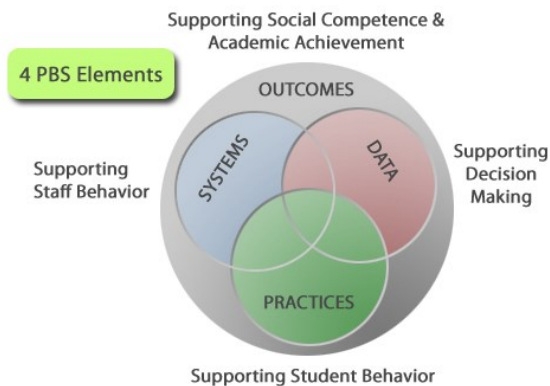 Supporting Social Competence &
Academic Achievement
4 PBS Elements
OUTCOMES
SYSTEMS
DATA
Supporting
Staff Behavior
Supporting
Decision
Making
PRACTICES
Supporting Student Behavior